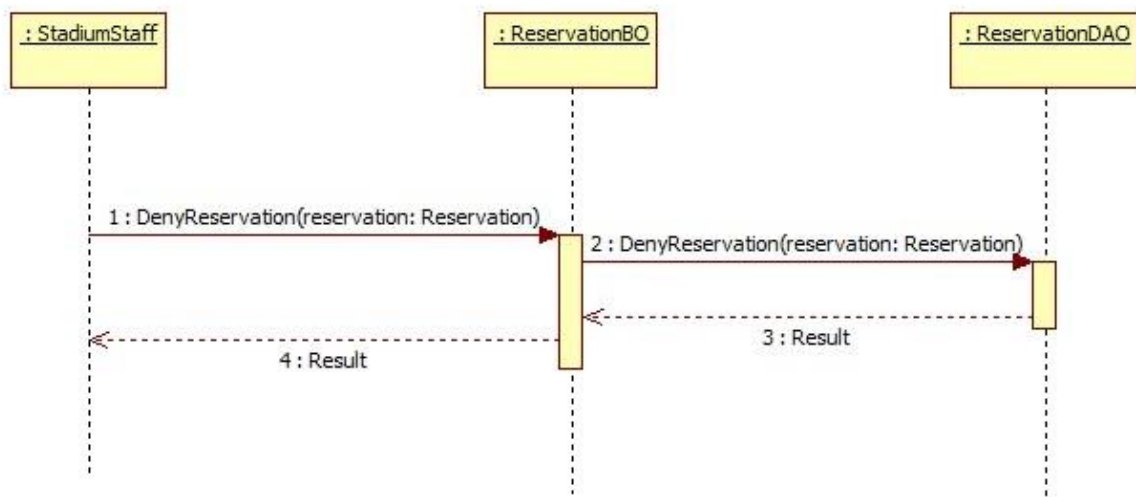 : StadiumStaff
: ReservationBO
: ReservationDAO
1 : DenyReservation(reservation: Reservation)
2 : DenyReservation(reservation: Reservation)
3 : Result
4 : Result